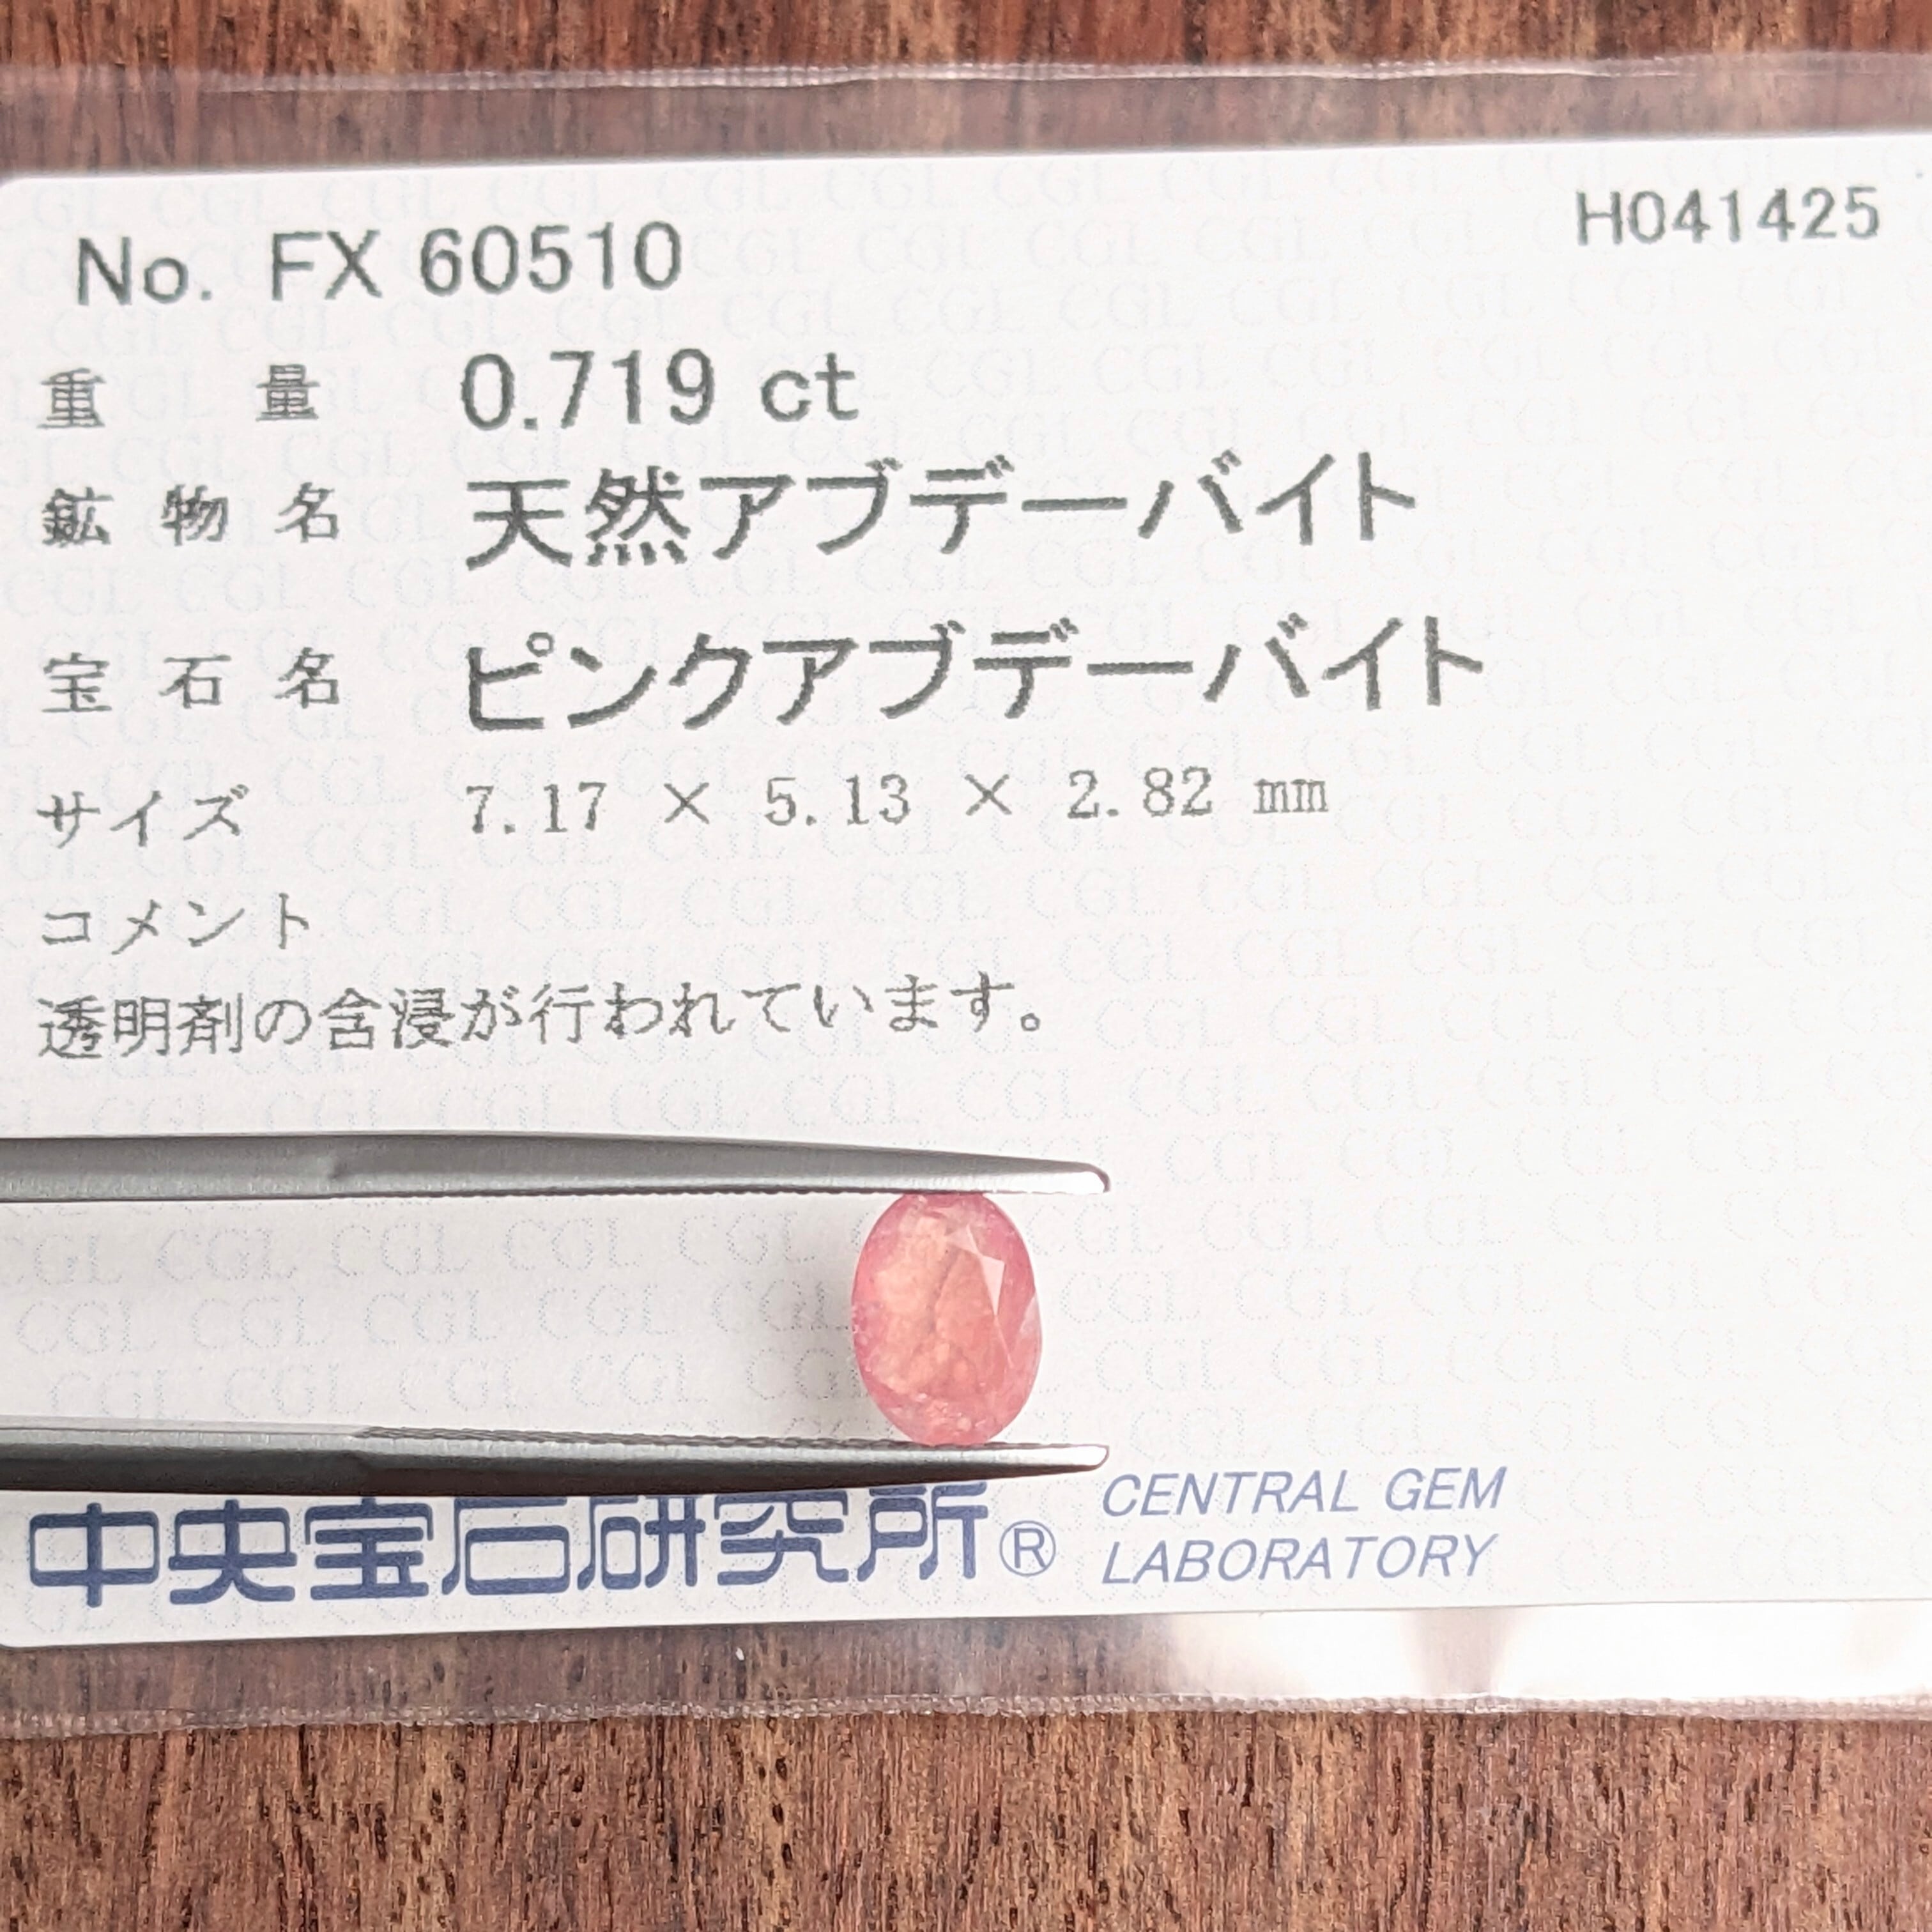 No. FX 60510
H041425
重量 0.719 ct
鉱物名 天然アブデーバイト
宝石名 ピンクアブデーバイト
サイズ 7.17 × 5.13 × 2.82 mm
コメント
透明剤の含浸が行われています。
中央宝石研究所® CENTRAL GEM
LABORATORY